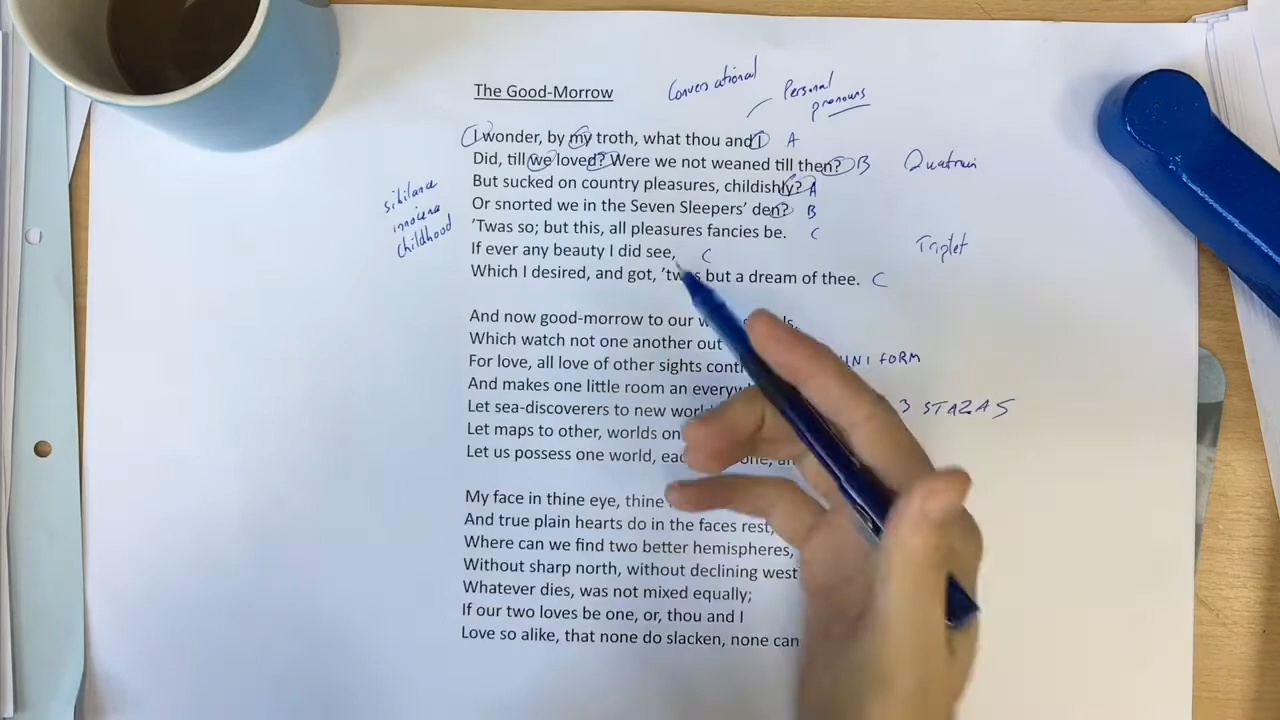 Conversational
Personal
pronouns
The Good-Morrow
I wonder, by my troth, what thou and I A
Did, till we loved? Were we not weaned till then? B Quatrain
But sucked on country pleasures, childishly? A
Or snorted we in the Seven Sleepers' den? B
'Twas so; but this, all pleasures fancies be. C
If ever any beauty I did see, C
Which I desired, and got, 'twas but a dream of thee. C
sibilance
innocence
childhood
Triplet
And now good-morrow to our
Which watch not one another out
For love, all love of other sights UNIFORM
And makes one little room an
Let sea-discoverers to new 3 STAZAS
Let maps to other, worlds on
Let us possess one world,
My face in thine eye, thine
And true plain hearts do in the faces rest,
Where can we find two better hemispheres,
Without sharp north, without declining west
Whatever dies, was not mixed equally;
If our two loves be one, or, thou and I
Love so alike, that none do slacken, none can